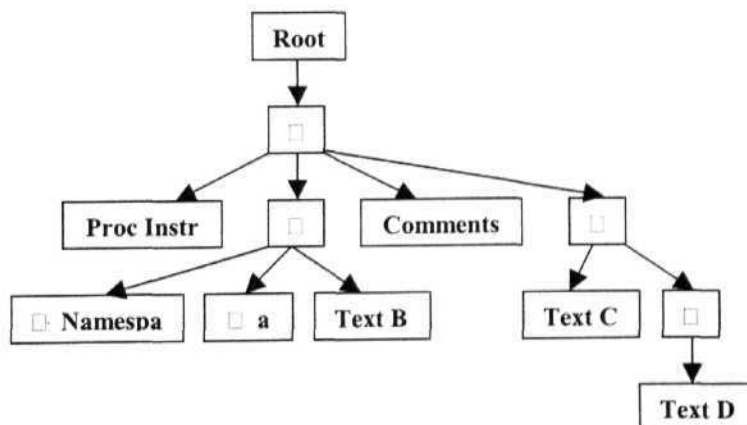 Root
Proc Instr
Comments
Namespa
a
Text B
Text C
Text D